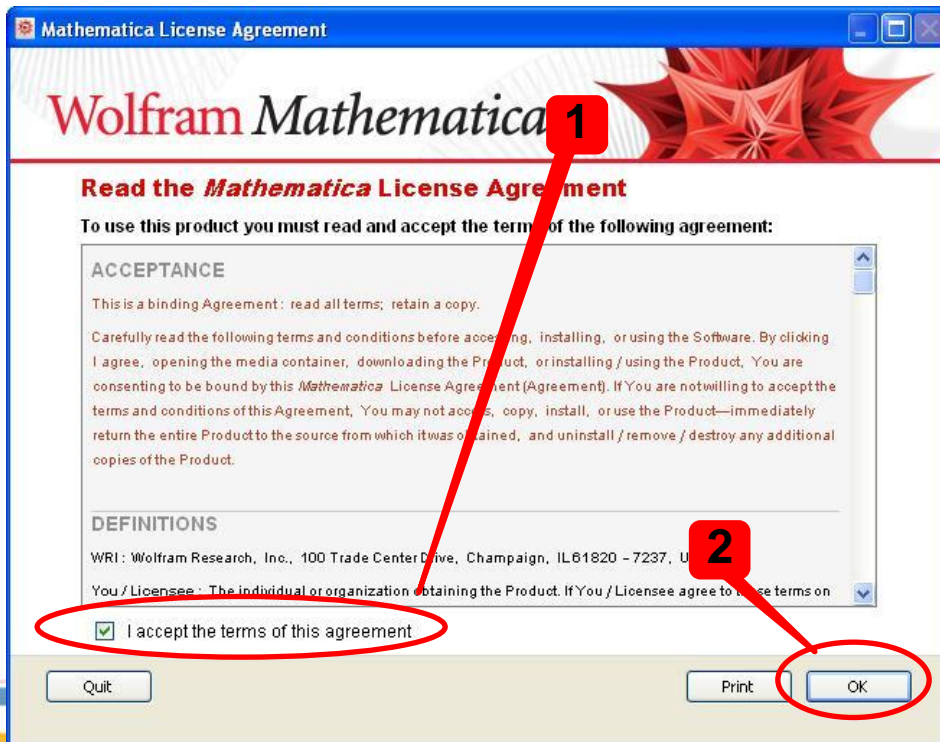 Mathematica License Agreement
Wolfram Mathematica
1
Read the Mathematica License Agreement
To use this product you must read and accept the terms of the following agreement:
ACCEPTANCE
This is a binding Agreement: read all terms; retain a copy.
Carefully read the following terms and conditions before accessing, installing, or using the Software. By clicking
I agree, opening the media container, downloading the Product, or installing / using the Product, You are
consenting to be bound by this Mathematica License Agreement (Agreement). If You are not willing to accept the
terms and conditions of this Agreement, You may not access, copy, install, or use the Product—immediately
return the entire Product to the source from which it was obtained, and uninstall / remove / destroy any additional
copies of the Product.
DEFINITIONS
WRI: Wolfram Research, Inc., 100 Trade Center Drive, Champaign, IL 61820 - 7237, U
2
You / Licensee: The individual or organization obtaining the Product. If You / Licensee agree to these terms on
I accept the terms of this agreement
Quit
Print
OK